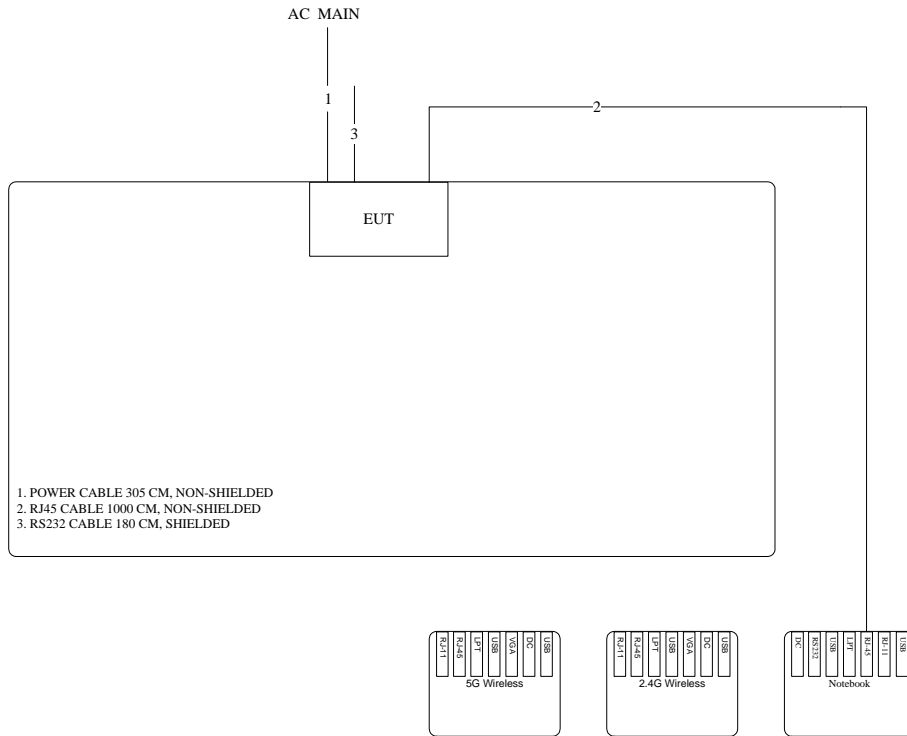 AC MAIN
1
3
2
EUT
1. POWER CABLE 305 CM, NON-SHIELDED
2. RJ45 CABLE 1000 CM, NON-SHIELDED
3. RS232 CABLE 180 CM, SHIELDED
RJ-11
RJ-45
LPT
USB
VGA
DC
USB
5G Wireless
RJ-11
RJ-45
LPT
USB
VGA
DC
USB
2.4G Wireless
DC
RS232
USB
LPT
RJ-45
RJ-11
USB
Notebook